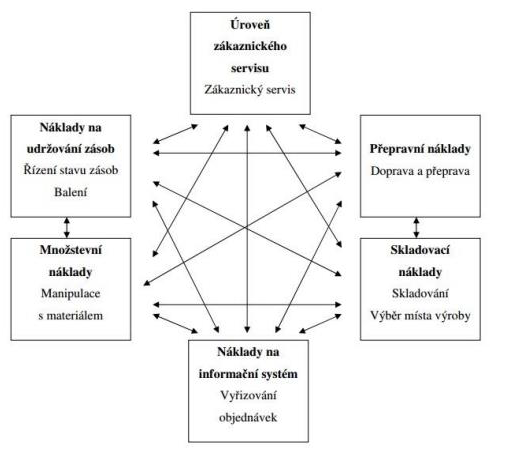 Úroveň
zákaznického
servisu
Zákaznický servis
Náklady na
udržování zásob
Řízení stavu zásob
Balení
Přepravní náklady
Doprava a přeprava
Množstevní
náklady
Manipulace
s materiálem
Skladovací
náklady
Skladování
Výběr místa výroby
Náklady na
informační systém
Vyřizování
objednávek